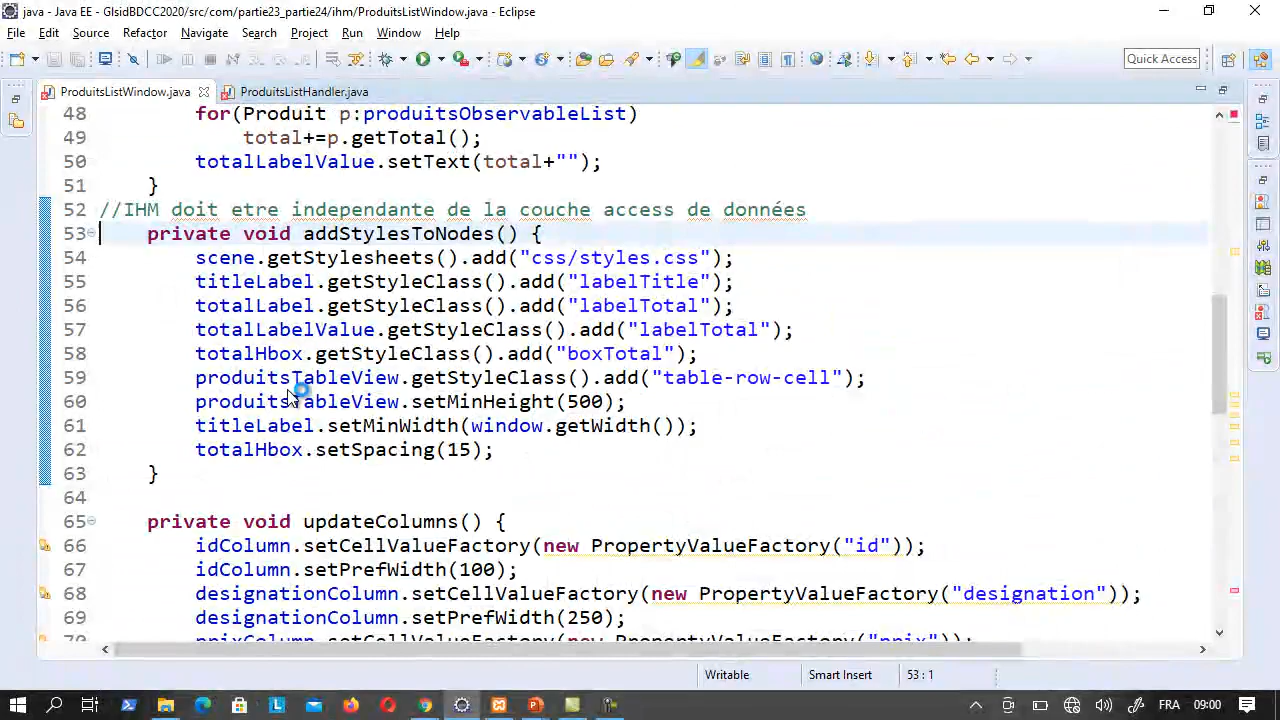 java - Java EE - GlsidBDCC2020/src/com/partie23_partie24/ihm/ProduitsListWindow.java - Eclipse
File Edit Source Refactor Navigate Search Project Run Window Help
Quick Access
ProduitsListWindow.java ProduitsListHandler.java
48 for(Produit p:produitsObservableList)
49 total+=p.getTotal();
50 totalLabelValue.setText(total+"");
51 }
52 //IHM doit etre independante de la couche access de données
53 private void addStylesToNodes() {
54 scene.getStylesheets().add("css/styles.css");
55 titleLabel.getStyleClass().add("labelTitle");
56 totalLabel.getStyleClass().add("labelTotal");
57 totalLabelValue.getStyleClass().add("labelTotal");
58 totalHbox.getStyleClass().add("boxTotal");
59 produitsTableView.getStyleClass().add("table-row-cell");
60 produitsTableView.setMinHeight(500);
61 titleLabel.setMinWidth(window.getWidth());
62 totalHbox.setSpacing(15);
63 }
64
65 private void updateColumns() {
66 idColumn.setCellValueFactory(new PropertyValueFactory("id"));
67 idColumn.setPrefWidth(100);
68 designationColumn.setCellValueFactory(new PropertyValueFactory("designation"));
69 designationColumn.setPrefWidth(250);
70 prixColumn.setCellValueFactory(new PropertyValueFactory("prix"));
Writable Smart Insert 53 : 1
FRA 09:00